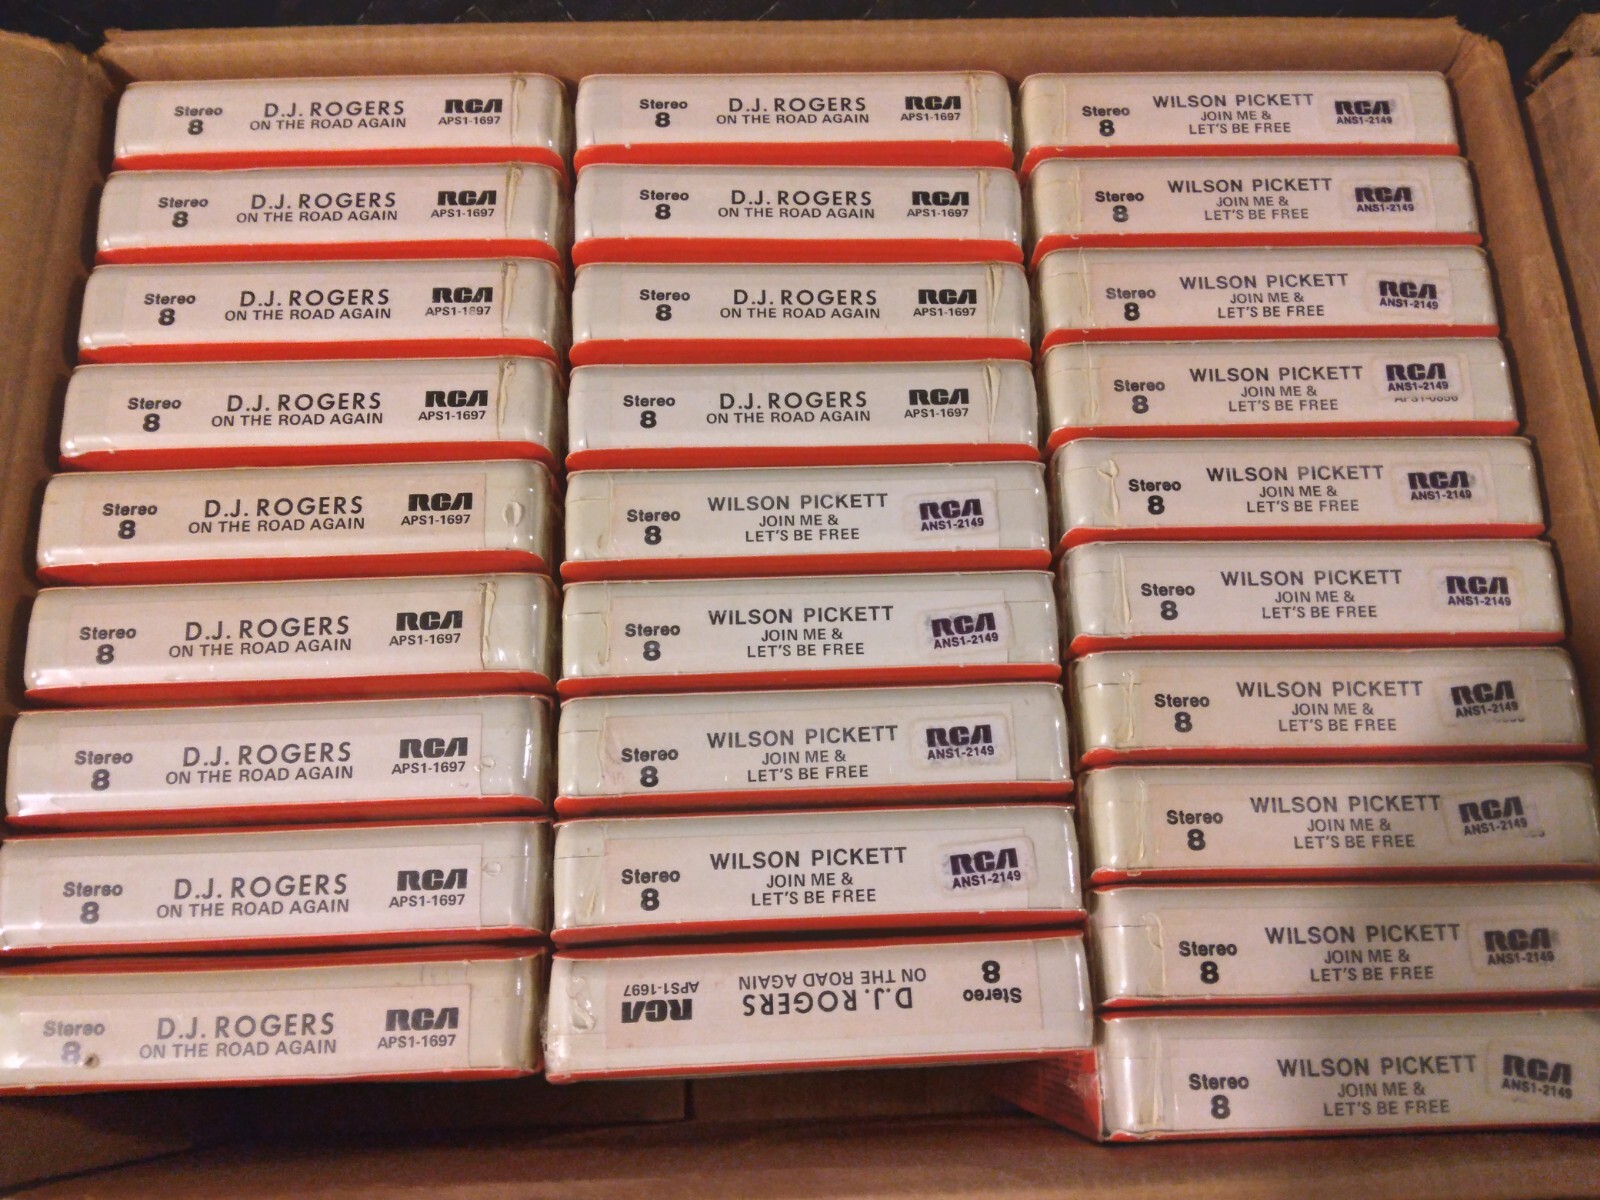 Stereo 8 D.J. ROGERS RCA
ON THE ROAD AGAIN APS1-1697
Stereo 8 D.J. ROGERS RCA
ON THE ROAD AGAIN APS1-1697
Stereo 8 D.J. ROGERS RCA
ON THE ROAD AGAIN APS1-1697
Stereo 8 D.J. ROGERS RCA
ON THE ROAD AGAIN APS1-1697
Stereo 8 D.J. ROGERS RCA
ON THE ROAD AGAIN APS1-1697
Stereo 8 D.J. ROGERS RCA
ON THE ROAD AGAIN APS1-1697
Stereo 8 D.J. ROGERS RCA
ON THE ROAD AGAIN APS1-1697
Stereo 8 D.J. ROGERS RCA
ON THE ROAD AGAIN APS1-1697
Stereo 8 D.J. ROGERS RCA
ON THE ROAD AGAIN APS1-1697
Stereo 8 D.J. ROGERS RCA
ON THE ROAD AGAIN APS1-1697
Stereo 8 D.J. ROGERS RCA
ON THE ROAD AGAIN APS1-1697
Stereo 8 D.J. ROGERS RCA
ON THE ROAD AGAIN APS1-1697
Stereo 8 D.J. ROGERS RCA
ON THE ROAD AGAIN APS1-1697
Stereo 8 WILSON PICKETT RCA
JOIN ME & ANS1-2149
LET'S BE FREE
Stereo 8 WILSON PICKETT RCA
JOIN ME & ANS1-2149
LET'S BE FREE
Stereo 8 WILSON PICKETT RCA
JOIN ME & ANS1-2149
LET'S BE FREE
Stereo 8 WILSON PICKETT RCA
JOIN ME & ANS1-2149
LET'S BE FREE
Stereo 8 D.J. ROGERS RCA
ON THE ROAD AGAIN APS1-1697
Stereo 8 WILSON PICKETT RCA
JOIN ME & ANS1-2149
LET'S BE FREE
Stereo 8 WILSON PICKETT RCA
JOIN ME & ANS1-2149
LET'S BE FREE
Stereo 8 WILSON PICKETT RCA
JOIN ME & ANS1-2149
LET'S BE FREE
Stereo 8 WILSON PICKETT RCA
JOIN ME & ANS1-2149
LET'S BE FREE
Stereo 8 WILSON PICKETT RCA
JOIN ME & ANS1-2149
LET'S BE FREE
Stereo 8 WILSON PICKETT RCA
JOIN ME & ANS1-2149
LET'S BE FREE
Stereo 8 WILSON PICKETT RCA
JOIN ME & ANS1-2149
LET'S BE FREE
Stereo 8 WILSON PICKETT RCA
JOIN ME & ANS1-2149
LET'S BE FREE
Stereo 8 WILSON PICKETT RCA
JOIN ME & ANS1-2149
LET'S BE FREE
Stereo 8 WILSON PICKETT RCA
JOIN ME & ANS1-2149
LET'S BE FREE